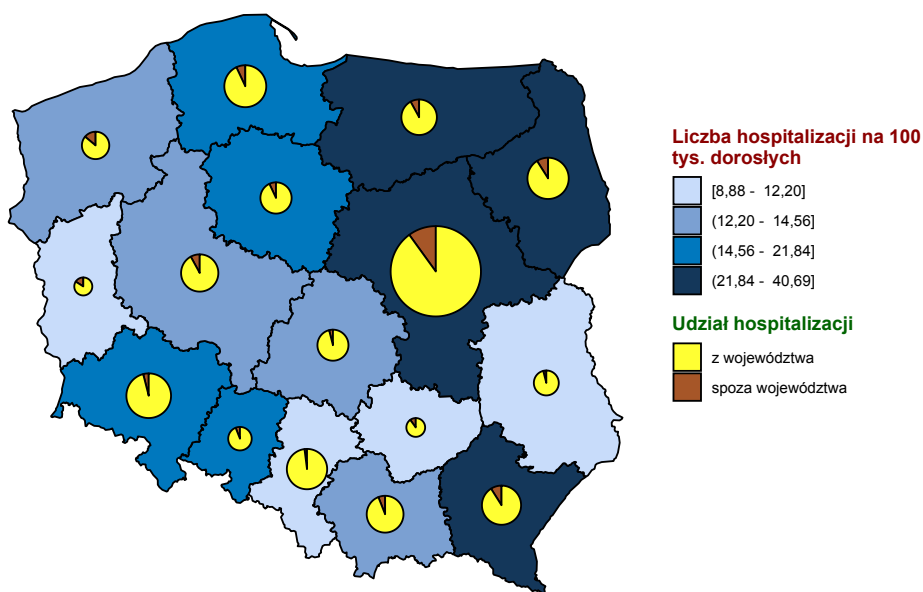 Liczba hospitalizacji na 100
tys. dorosłych
[8,88 - 12,20]
(12,20 - 14,56]
(14,56 - 21,84]
(21,84 - 40,69]
Udział hospitalizacji
z województwa
spoza województwa